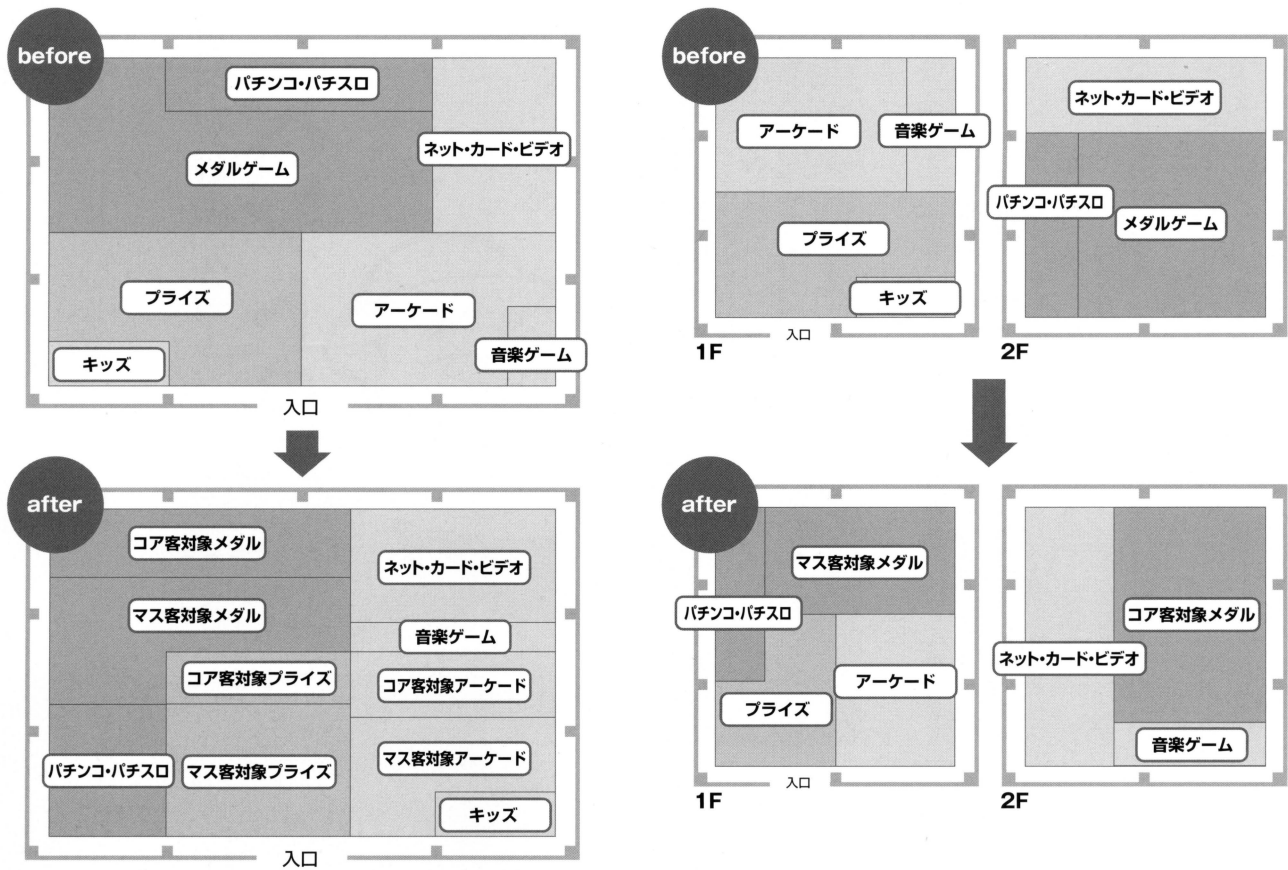 before
パチンコ・パチスロ
ネット・カード・ビデオ
メダルゲーム
プライズ
アーケード
音楽ゲーム
キッズ
入口
after
コア客対象メダル
ネット・カード・ビデオ
マス客対象メダル
音楽ゲーム
コア客対象プライズ
コア客対象アーケード
マス客対象アーケード
パチンコ・パチスロ
マス客対象プライズ
キッズ
入口
before
アーケード
音楽ゲーム
プライズ
キッズ
入口
1F
ネット・カード・ビデオ
パチンコ・パチスロ
メダルゲーム
2F
after
マス客対象メダル
パチンコ・パチスロ
アーケード
プライズ
入口
1F
コア客対象メダル
ネット・カード・ビデオ
音楽ゲーム
2F